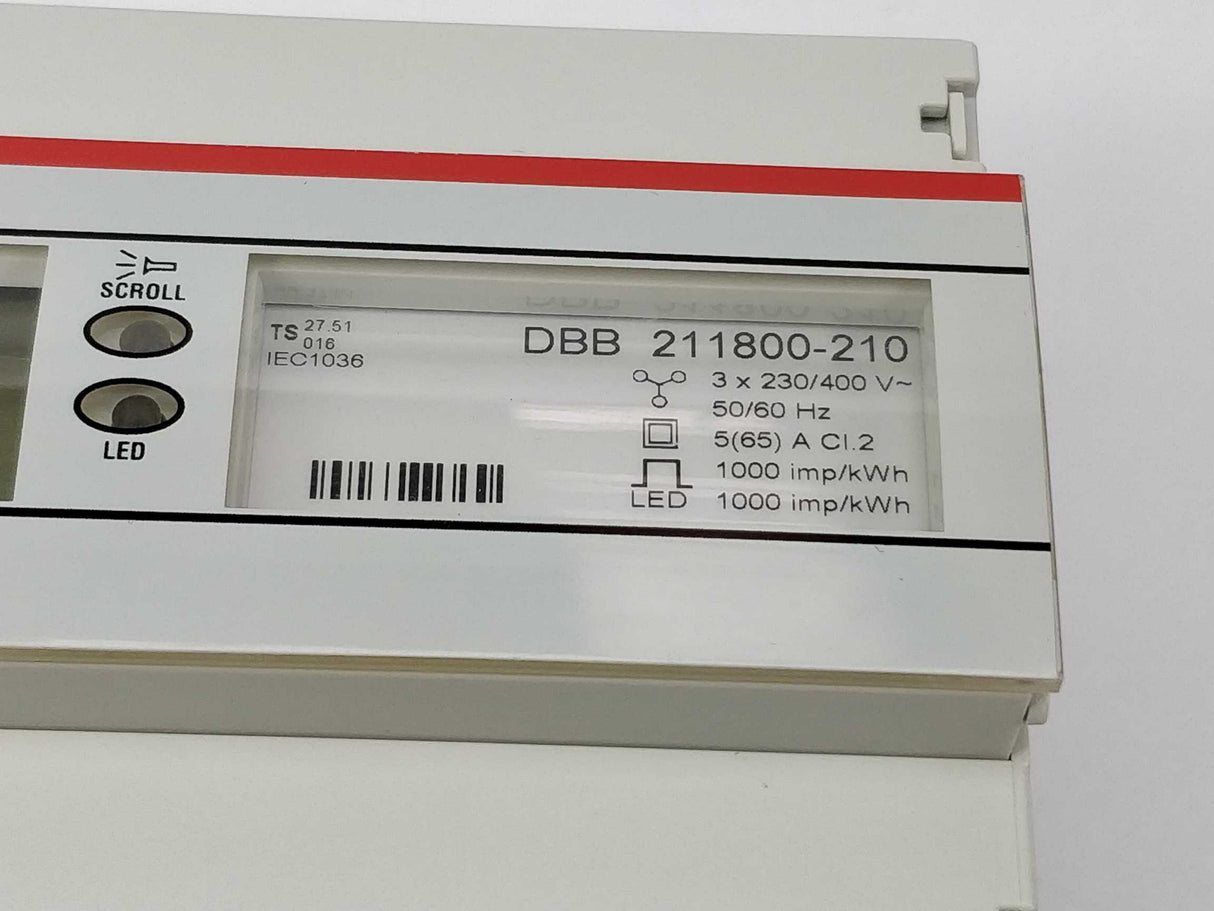 SCROLL
LED
TS 27.51
016
IEC1036
DBB 211800-210
3 x 230/400 V~
50/60 Hz
5(65) A Cl.2
1000 imp/kWh
LED 1000 imp/kWh